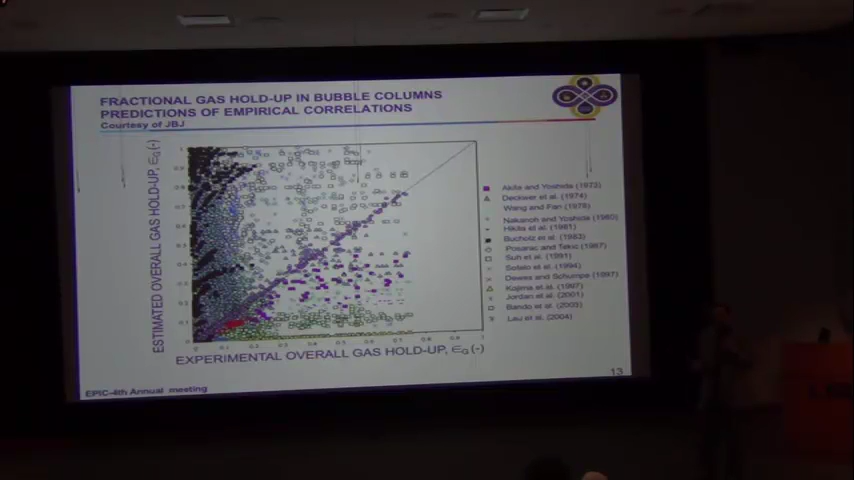 FRACTIONAL GAS HOLD-UP IN BUBBLE COLUMNS
PREDICTIONS OF EMPIRICAL CORRELATIONS
Courtesy of JBJ
ESTIMATED OVERALL GAS HOLD-UP, ∈G(-)
EXPERIMENTAL OVERALL GAS HOLD-UP, ∈G(-)
Akita and Yoshida (1973)
Deckwer et al. (1974)
Wang and Fan (1978)
Nakanoh and Yoshida (1980)
Hikita et al. (1981)
Bucholz et al. (1983)
Posarac and Tekic (1987)
Suh et al. (1991)
Sotelo et al. (1994)
Dewes and Schumpe (1997)
Kojima et al. (1997)
Jordan et al. (2001)
Bando et al. (2003)
Lau et al. (2004)
EPIC-4th Annual meeting
13